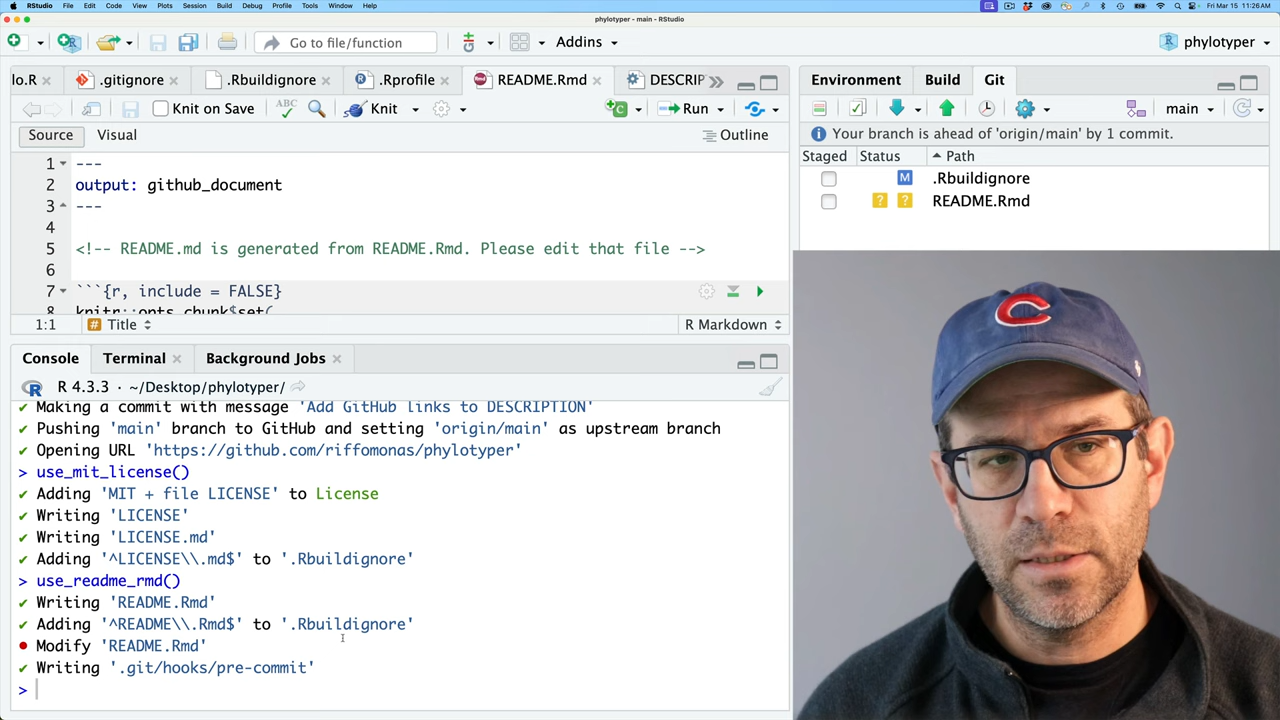 RStudio File Edit Code View Plots Session Build Debug Profile Tools Window Help Fri Mar 15 11:26 AM
phylotyper - main - RStudio
Go to file/function Addins phylotyper
lo.R .gitignore .Rbuildignore .Rprofile README.Rmd DESCRIP
Knit on Save ABC Knit Run
Source Visual Outline
1 ---
2 output: github_document
3 ---
4
5 <!-- README.md is generated from README.Rmd. Please edit that file -->
6
7 ```{r, include = FALSE}
8 knitr::opts_chunk$set(
1:1 # Title R Markdown
Console Terminal Background Jobs
R 4.3.3 · ~/Desktop/phylotyper/
✔ Making a commit with message 'Add GitHub links to DESCRIPTION'
✔ Pushing 'main' branch to GitHub and setting 'origin/main' as upstream branch
✔ Opening URL 'https://github.com/riffomonas/phylotyper'
> use_mit_license()
✔ Adding 'MIT + file LICENSE' to License
✔ Writing 'LICENSE'
✔ Writing 'LICENSE.md'
✔ Adding '^LICENSE\\.md$' to '.Rbuildignore'
> use_readme_rmd()
✔ Writing 'README.Rmd'
✔ Adding '^README\\.Rmd$' to '.Rbuildignore'
● Modify 'README.Rmd'
✔ Writing '.git/hooks/pre-commit'
>
Environment Build Git
main
Your branch is ahead of 'origin/main' by 1 commit.
Staged Status Path
M .Rbuildignore
? ? README.Rmd
C